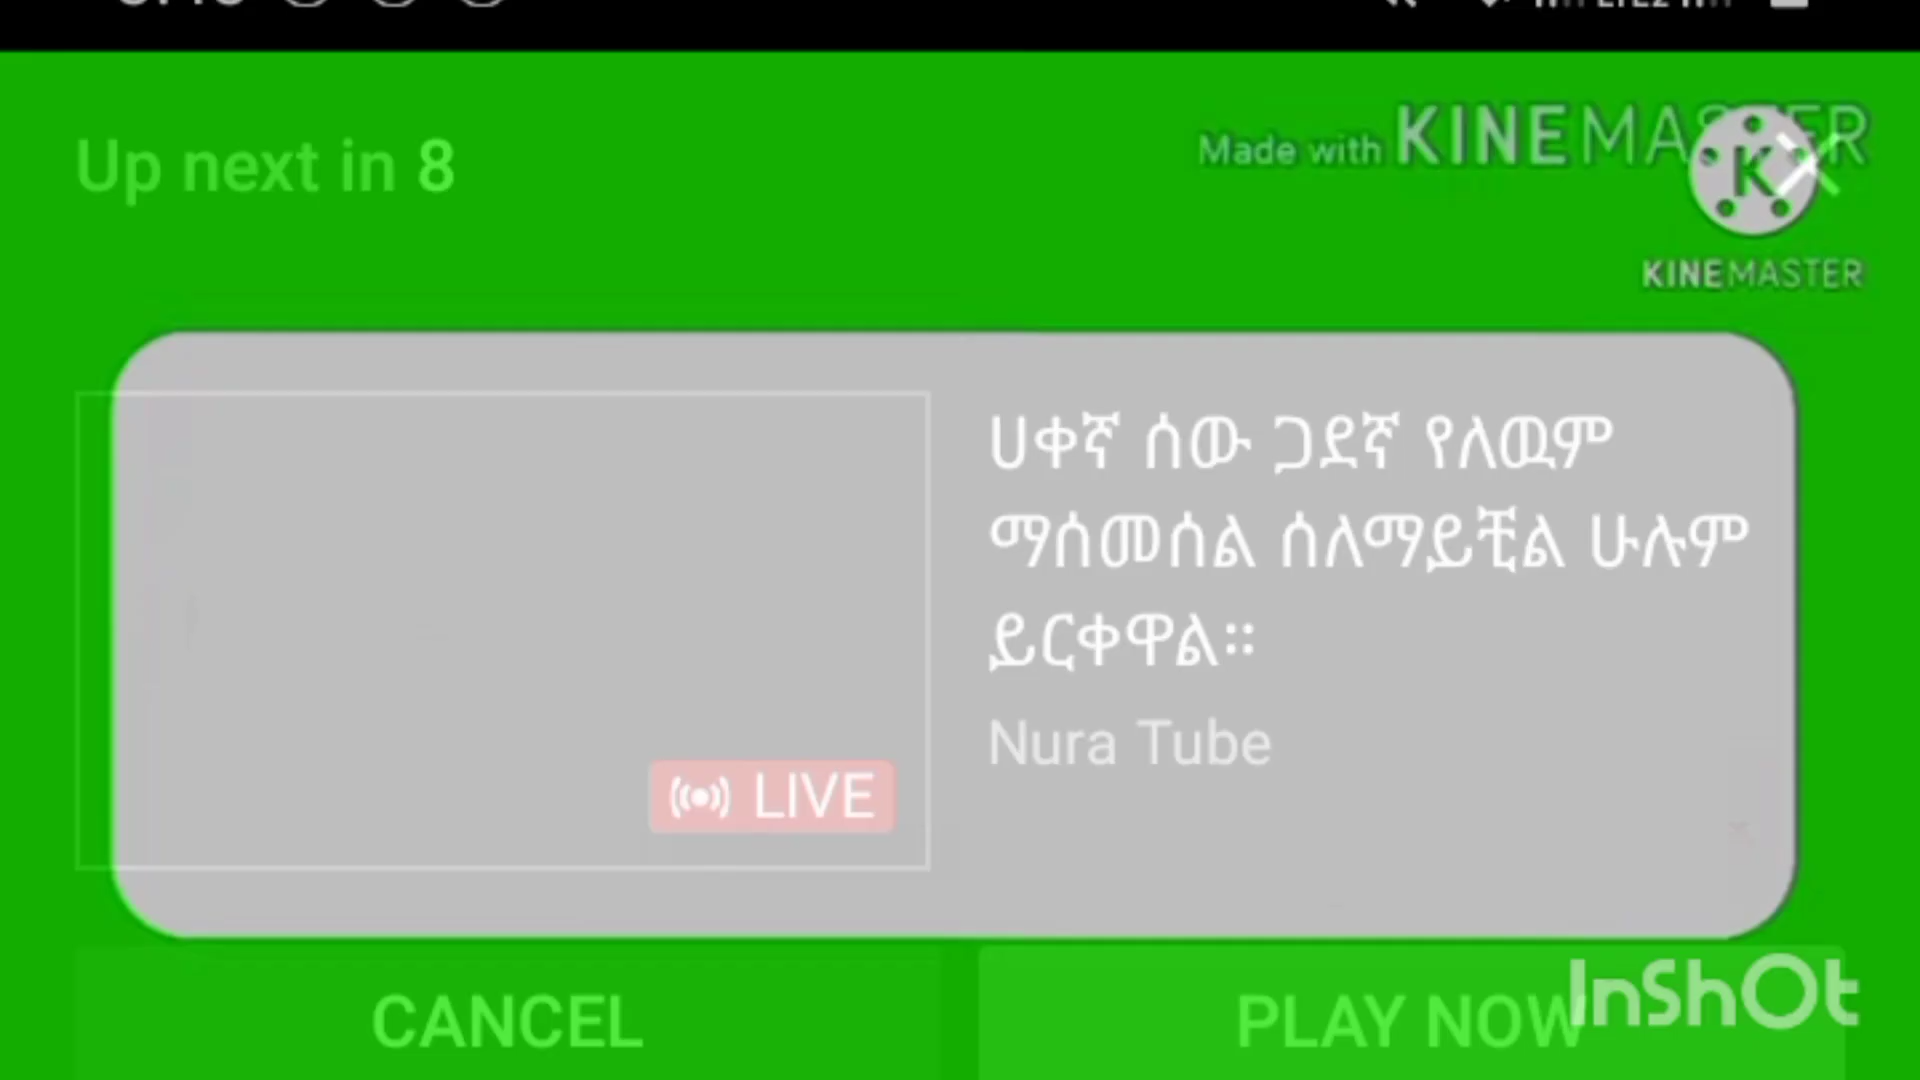 Up next in 8
Made with KINEMASTER
K
KINEMASTER
ሀቀኛ ሰው ጋደኛ የለዉም
ማሰመሰል ሰለማይቺል ሁሉም
ይርቀዋል።
Nura Tube
LIVE
CANCEL
PLAY NOW
InShOt